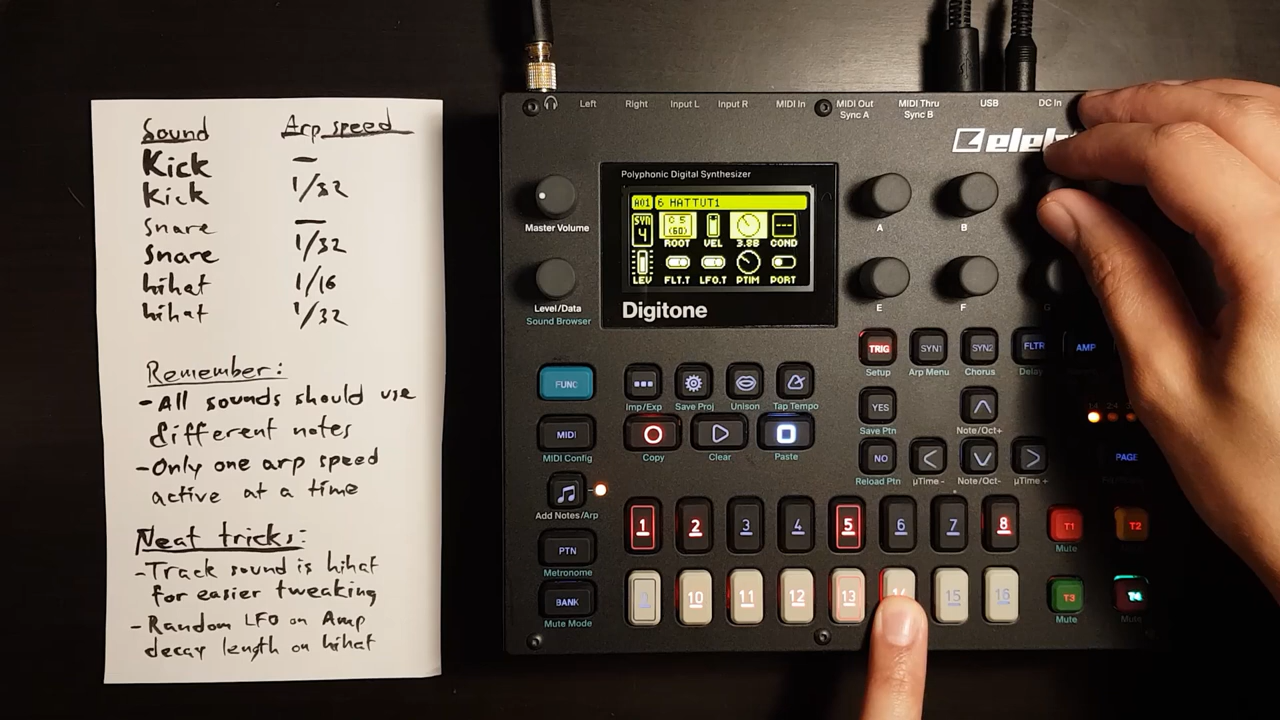 Sound Arp speed
Kick —
Kick 1/32
Snare —
Snare 1/32
hihat 1/16
hihat 1/32
Remember:
-All sounds should use
different notes
-Only one arp speed
active at a time
Neat tricks:
-Track sound is hihat
for easier tweaking
-Random LFO on Amp
decay length on hihat
Left Right Input L Input R MIDI In MIDI Out MIDI Thru USB DC In
Sync A Sync B
Polyphonic Digital Synthesizer
A01 6 HATTUT1
SYN 4 C 5 (60) ---
ROOT VEL 3.88 COND
LEV FLT.T LFO.T PTIM PORT
Digitone
Master Volume
Level/Data
Sound Browser
A B
E F G
TRIG SYN1 SYN2 FLTR AMP
Setup Arp Menu Chorus Delay
FUNC
Imp/Exp Save Proj Unison Tap Tempo
YES
Save Ptn Note/Oct+
MIDI
MIDI Config Copy Clear Paste
NO < >
Reload Ptn µTime - Note/Oct- µTime +
PAGE
Add Notes/Arp
1 2 3 4 5 6 7 8
PTN
Metronome
T1 T2
Mute
9 10 11 12 13 14 15 16
BANK
Mute Mode
T3 T4
Mute Mute